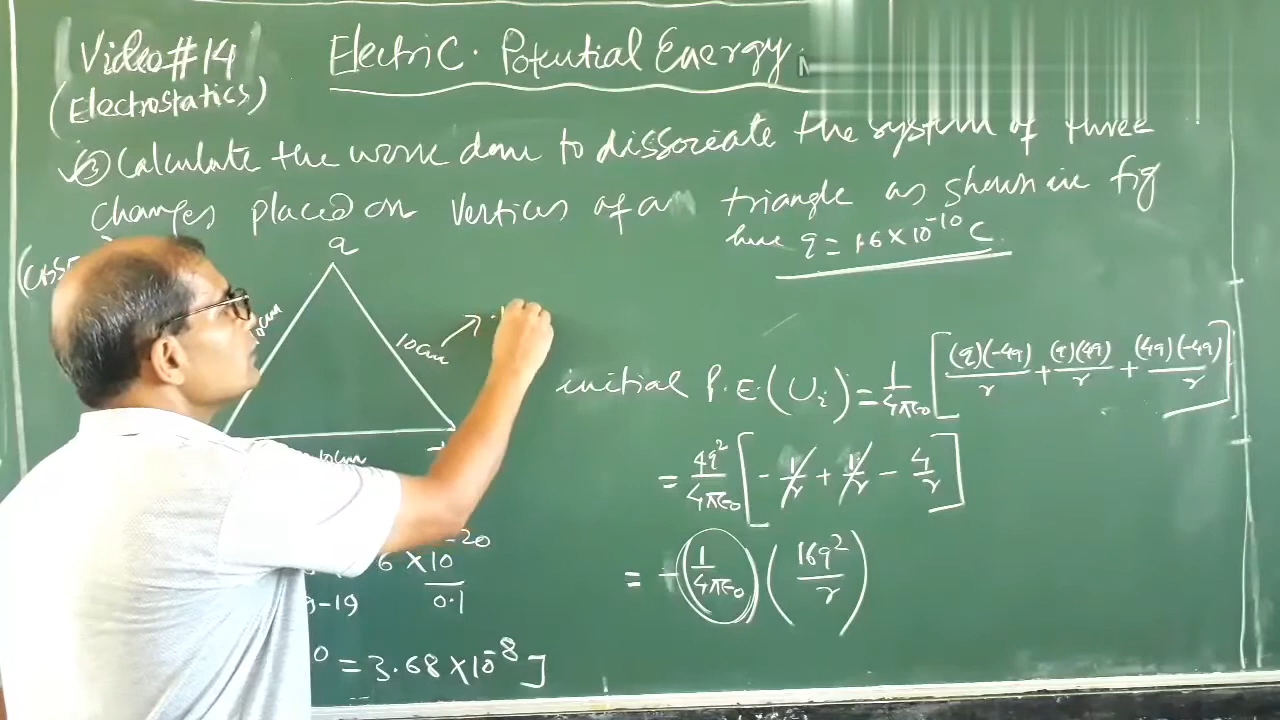 Video#14
(Electrostatics)
Electric. Potential Energy
③ Calculate the work done to dissociate the system of three
charges placed on vertices of a triangle as shown in fig
here q = 1.6×10⁻¹⁰ C
q
10cm
10cm
initial P.E.(Uᵢ) = 1/4πε₀ [(q)(-4q)/r + (q)(4q)/r + (4q)(-4q)/r]
= 4q²/4πε₀ [- 1/r + 1/r - 4/r]
= -(1/4πε₀)(16q²/r)
6 × 10⁻²⁰
0.1
9-19
0 = 3.68×10⁻⁸ J